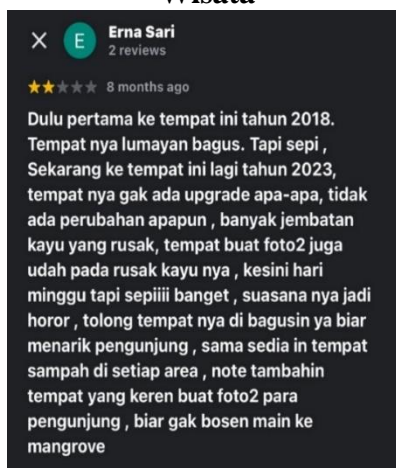 Erna Sari
E
2 reviews
8 months ago
Dulu pertama ke tempat ini tahun 2018.
Tempat nya lumayan bagus. Tapi sepi ,
Sekarang ke tempat ini lagi tahun 2023,
tempat nya gak ada upgrade apa-apa, tidak
ada perubahan apapun , banyak jembatan
kayu yang rusak, tempat buat foto2 juga
udah pada rusak kayu nya , kesini hari
minggu tapi sepiiii banget , suasana nya jadi
horor , tolong tempat nya di bagusin ya biar
menarik pengunjung , sama sedia in tempat
sampah di setiap area , note tambahin
tempat yang keren buat foto2 para
pengunjung , biar gak bosen main ke
mangrove